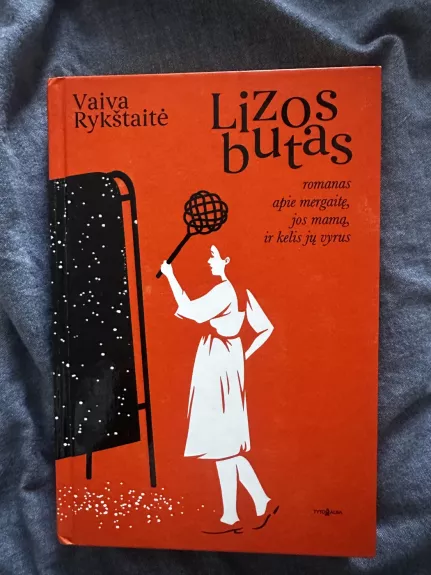 Vaiva
Rykštaitė
Lizos
butas
romanas
apie mergaitę,
jos mamą,
ir kelis jų vyrus